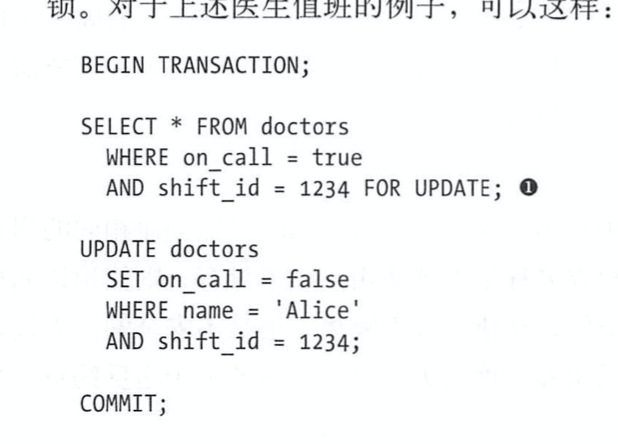 锁。对于上述医生值班的例子，可以这样：
BEGIN TRANSACTION;
SELECT * FROM doctors
WHERE on_call = true
AND shift_id = 1234 FOR UPDATE; ❶
UPDATE doctors
SET on_call = false
WHERE name = 'Alice'
AND shift_id = 1234;
COMMIT;